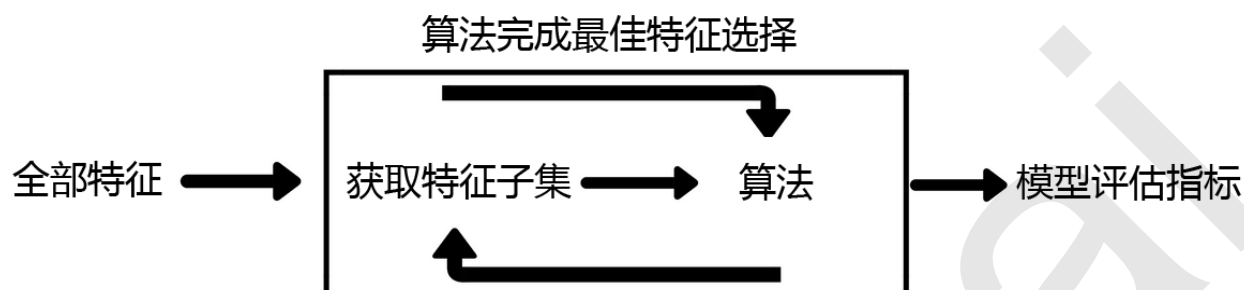 算法完成最佳特征选择
全部特征
获取特征子集
算法
模型评估指标